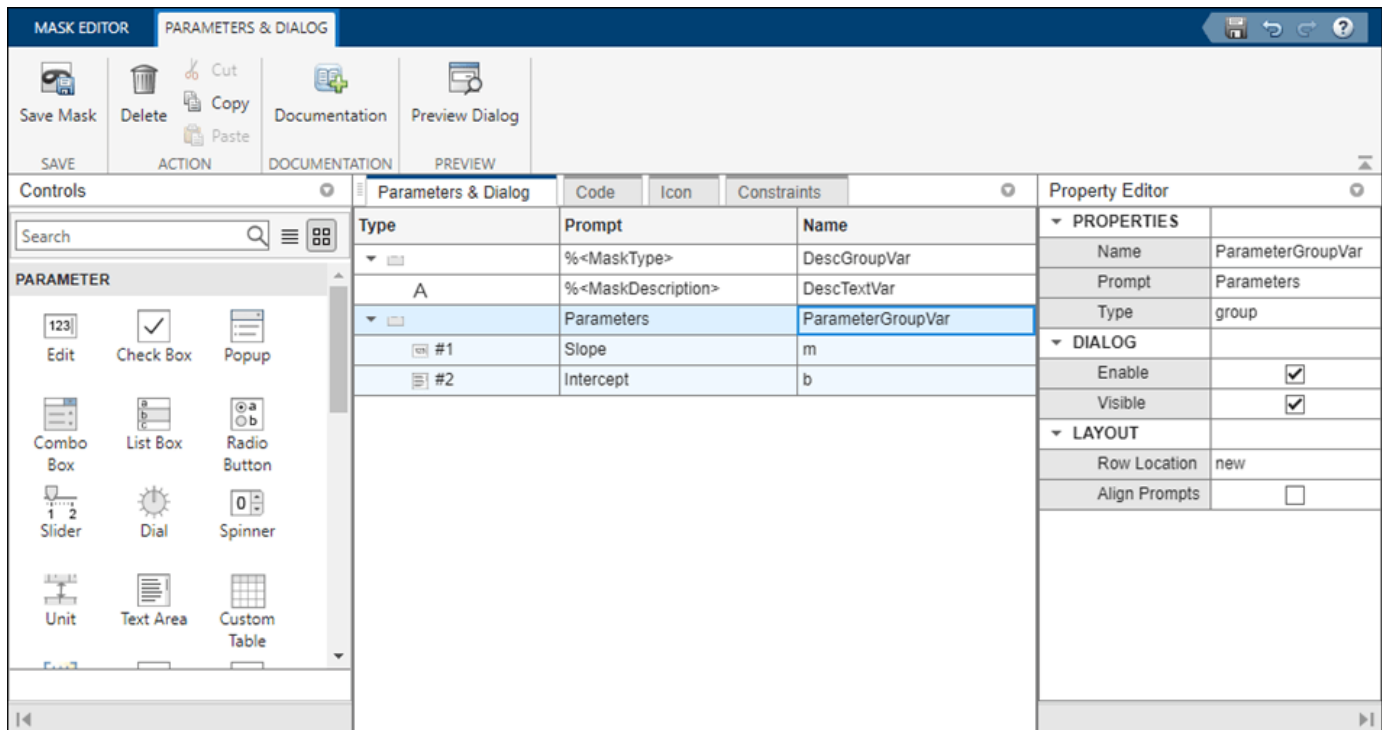 MASK EDITOR PARAMETERS & DIALOG
Save Mask Delete Cut Copy Paste Documentation Preview Dialog
SAVE ACTION DOCUMENTATION PREVIEW
Controls
Search
PARAMETER
123
Edit Check Box Popup
a b c
a b
Combo Box List Box Radio Button
1 2
0
Slider Dial Spinner
Unit Text Area Custom Table
Parameters & Dialog Code Icon Constraints
Type Prompt Name
%<MaskType> DescGroupVar
A %<MaskDescription> DescTextVar
Parameters ParameterGroupVar
#1 Slope m
#2 Intercept b
Property Editor
PROPERTIES
Name ParameterGroupVar
Prompt Parameters
Type group
DIALOG
Enable
Visible
LAYOUT
Row Location new
Align Prompts